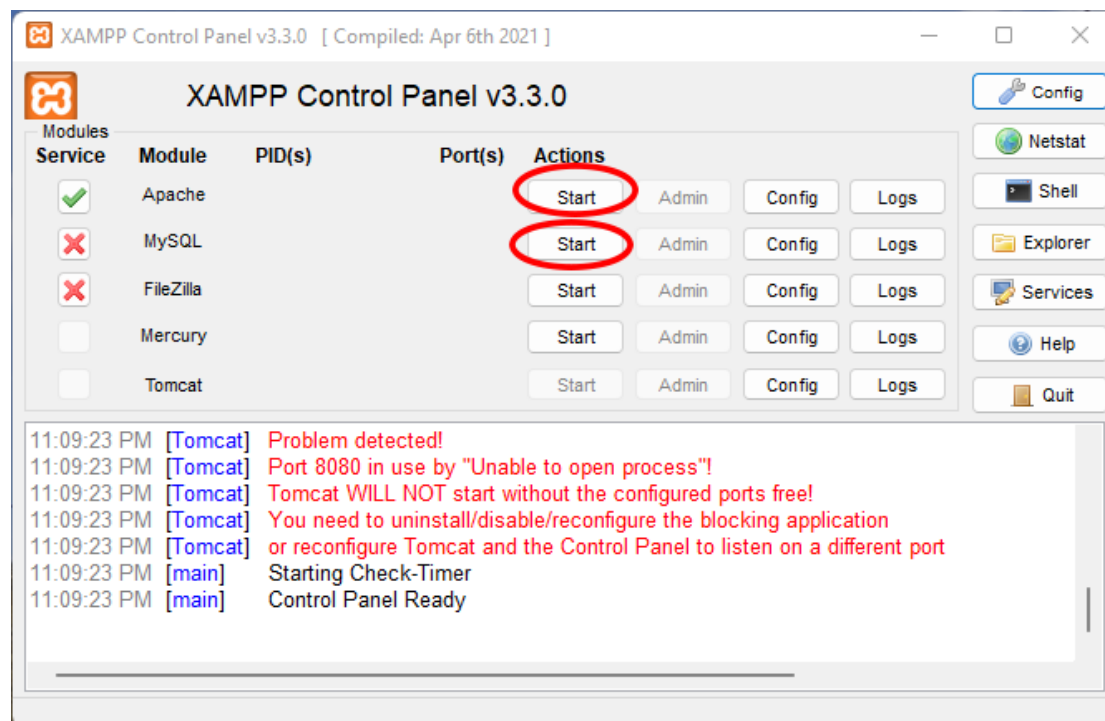 XAMPP Control Panel v3.3.0 [ Compiled: Apr 6th 2021 ]
XAMPP Control Panel v3.3.0
Config
Netstat
Shell
Explorer
Services
Help
Quit
Modules
Service Module PID(s) Port(s) Actions
Apache Start Admin Config Logs
MySQL Start Admin Config Logs
FileZilla Start Admin Config Logs
Mercury Start Admin Config Logs
Tomcat Start Admin Config Logs
11:09:23 PM [Tomcat] Problem detected!
11:09:23 PM [Tomcat] Port 8080 in use by "Unable to open process"!
11:09:23 PM [Tomcat] Tomcat WILL NOT start without the configured ports free!
11:09:23 PM [Tomcat] You need to uninstall/disable/reconfigure the blocking application
11:09:23 PM [Tomcat] or reconfigure Tomcat and the Control Panel to listen on a different port
11:09:23 PM [main] Starting Check-Timer
11:09:23 PM [main] Control Panel Ready